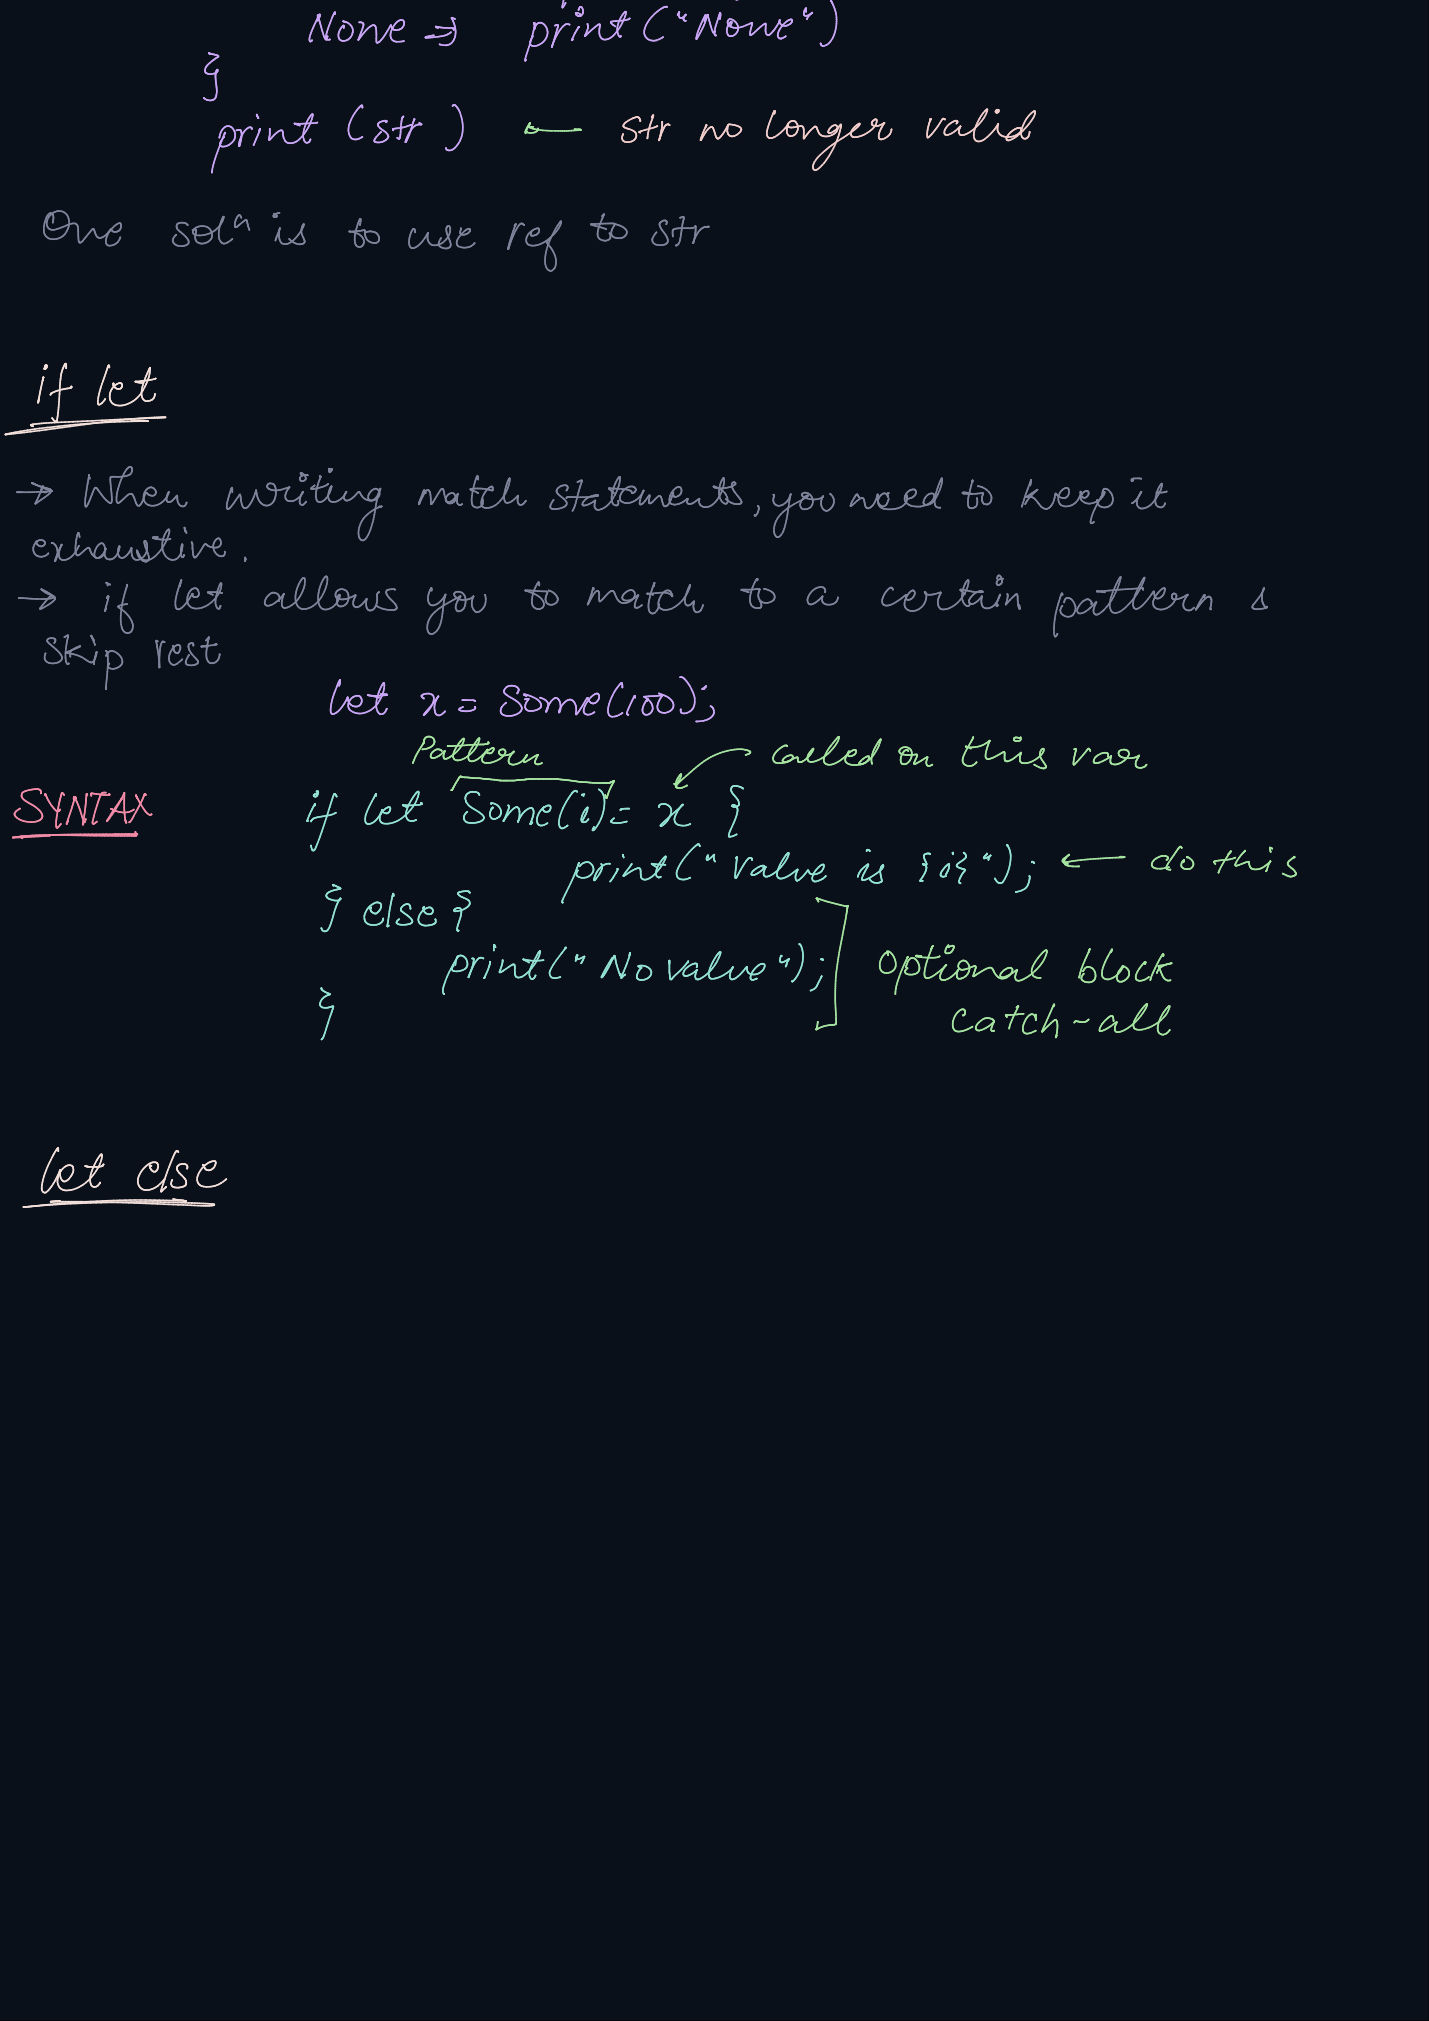 None => print("None")
}
print (str) ← str no longer valid
One solⁿ is to use ref to str
if let
→ When writing match statements, you need to keep it
exhaustive.
→ if let allows you to match to a certain pattern &
skip rest
let x = Some(100);
Pattern called on this var
SYNTAX if let Some(i) = x {
print("value is {i}"); ← do this
} else {
print("No value"); optional block
} catch-all
let else